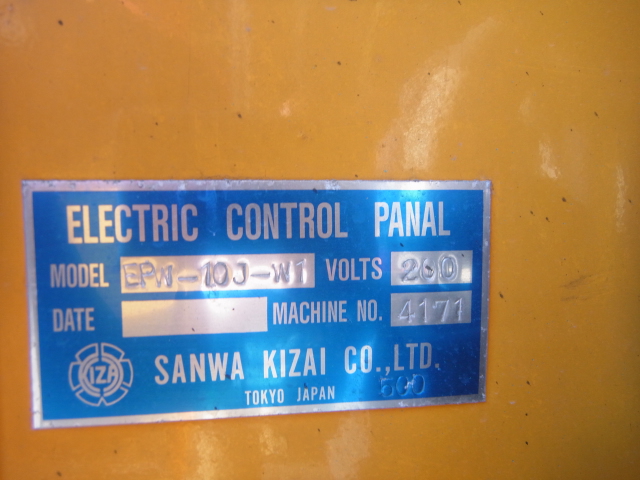 ELECTRIC CONTROL PANAL
MODEL EPW-10J-W1 VOLTS 200
DATE MACHINE NO. 4171
KIZAI SANWA KIZAI CO.,LTD.
TOKYO JAPAN 500